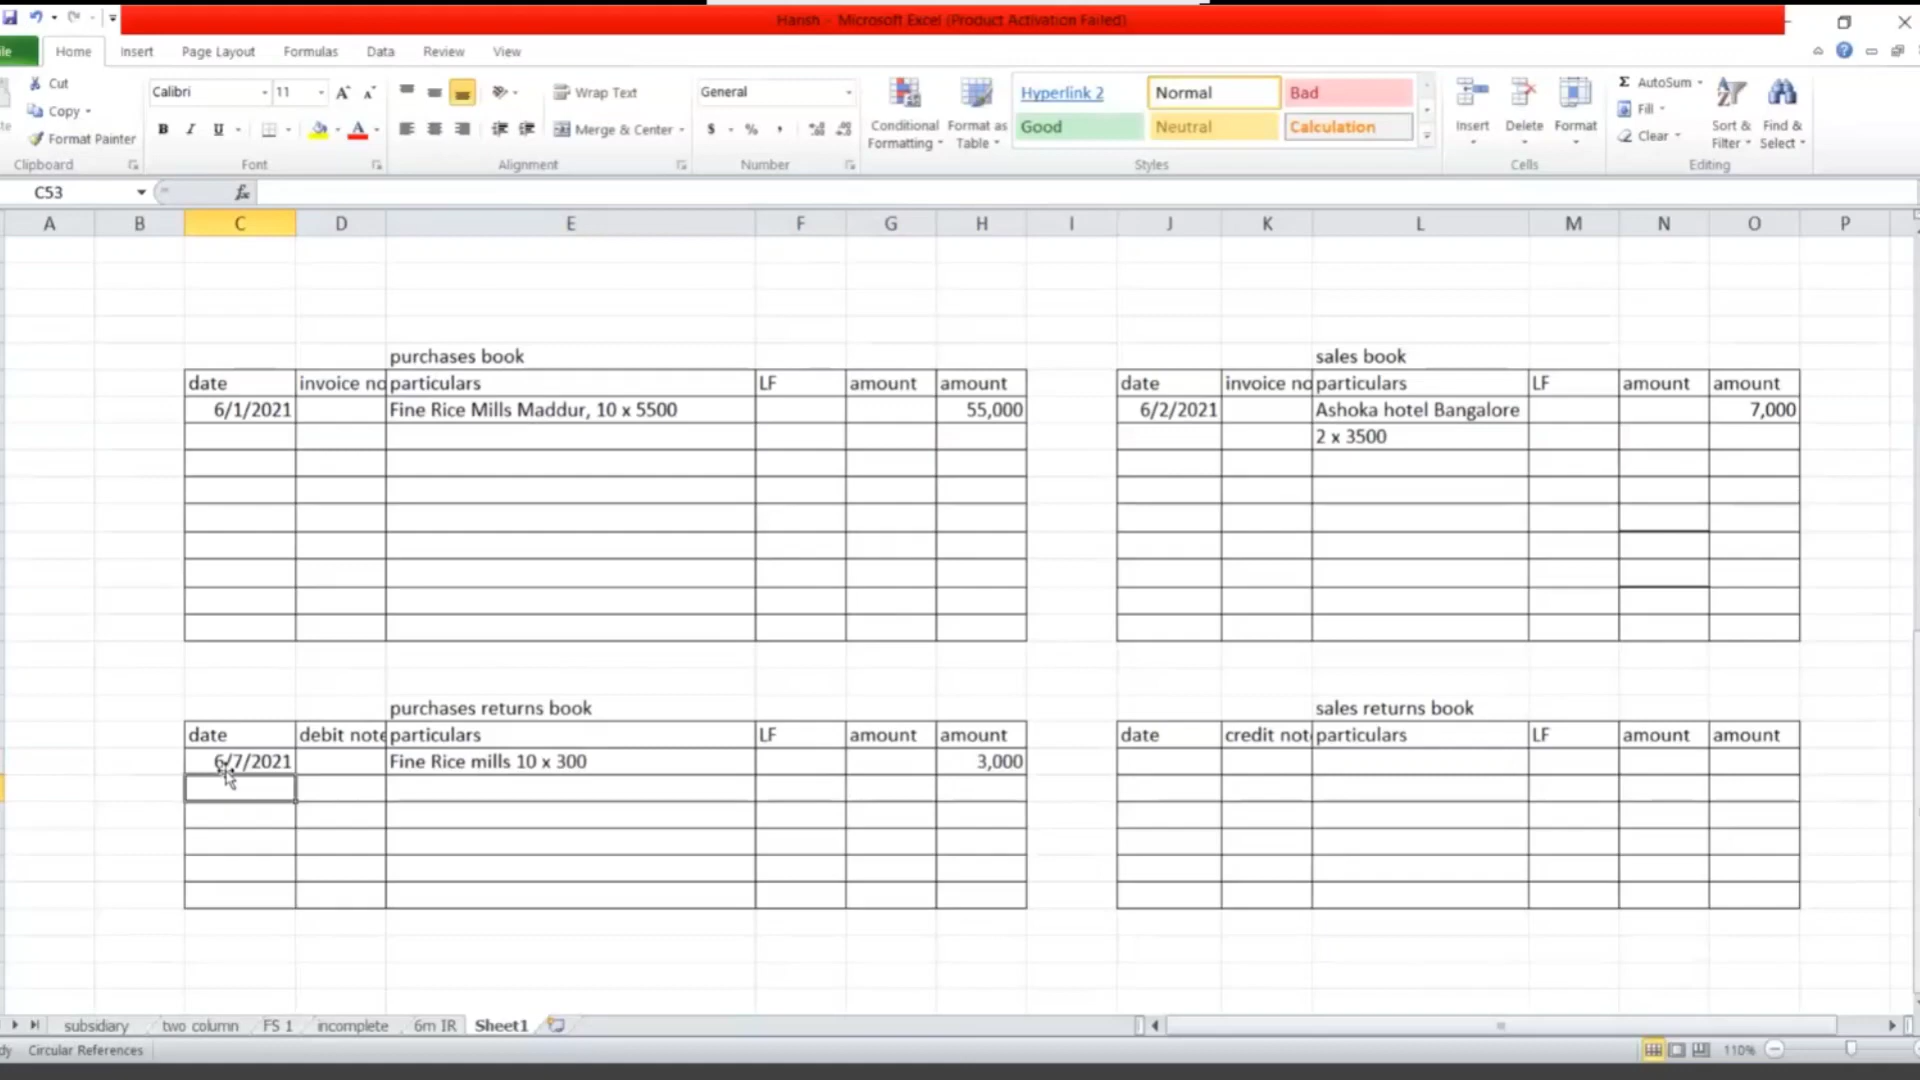 Harish - Microsoft Excel (Product Activation Failed)
Home Insert Page Layout Formulas Data Review View
Cut
Copy
Format Painter
Clipboard
Calibri 11
B I U
Font
Wrap Text
Merge & Center
Alignment
General
$ % ,
Number
Conditional Formatting
Format as Table
Hyperlink 2 Normal Bad
Good Neutral Calculation
Styles
Insert Delete Format
Cells
Σ AutoSum
Fill
Clear
Sort & Filter
Find & Select
Editing
C53 fx
A B C D E F G H I J K L M N O P
purchases book
date invoice no particulars LF amount amount
6/1/2021 Fine Rice Mills Maddur, 10 x 5500 55,000
sales book
date invoice no particulars LF amount amount
6/2/2021 Ashoka hotel Bangalore 7,000
2 x 3500
purchases returns book
date debit note particulars LF amount amount
6/7/2021 Fine Rice mills 10 x 300 3,000
sales returns book
date credit not particulars LF amount amount
subsidiary two column FS 1 incomplete 6m IR Sheet1
Circular References 110%